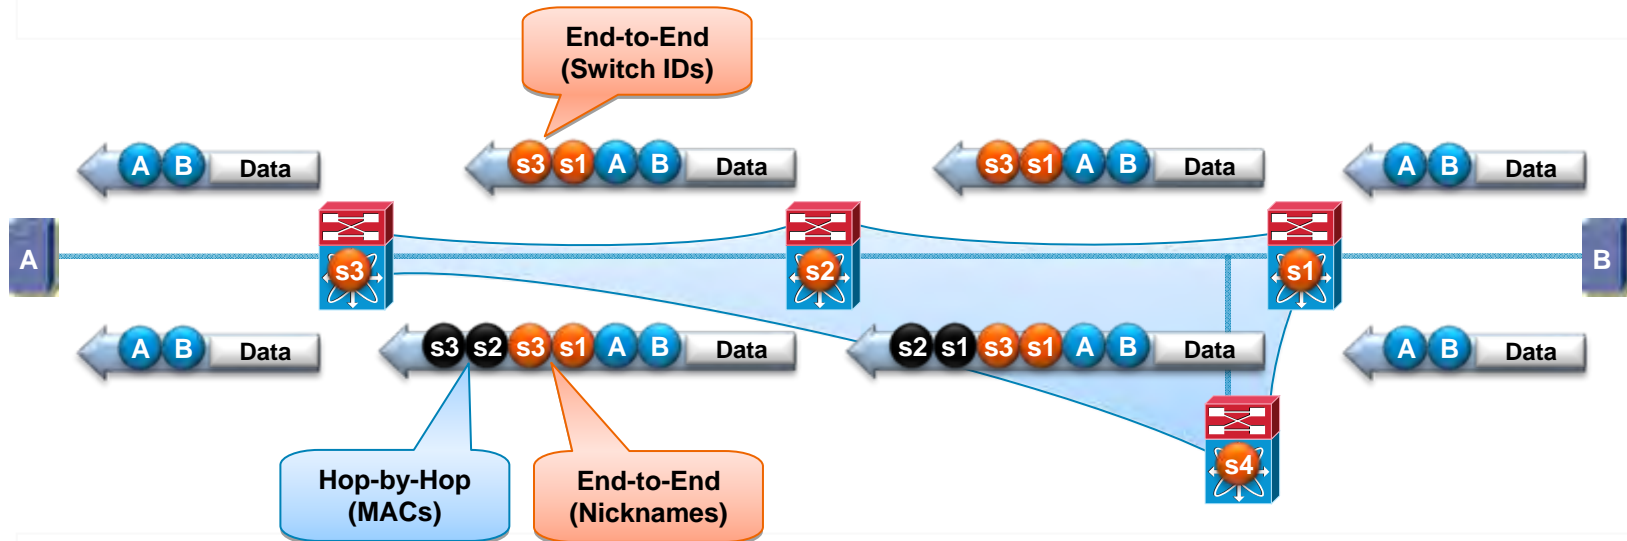 End-to-End
(Switch IDs)
A B Data
s3 s1 A B Data
s3 s1 A B Data
A B Data
A
s3
s2
s1
B
A B Data
s3 s2 s3 s1 A B Data
s2 s1 s3 s1 A B Data
A B Data
s4
Hop-by-Hop
(MACs)
End-to-End
(Nicknames)